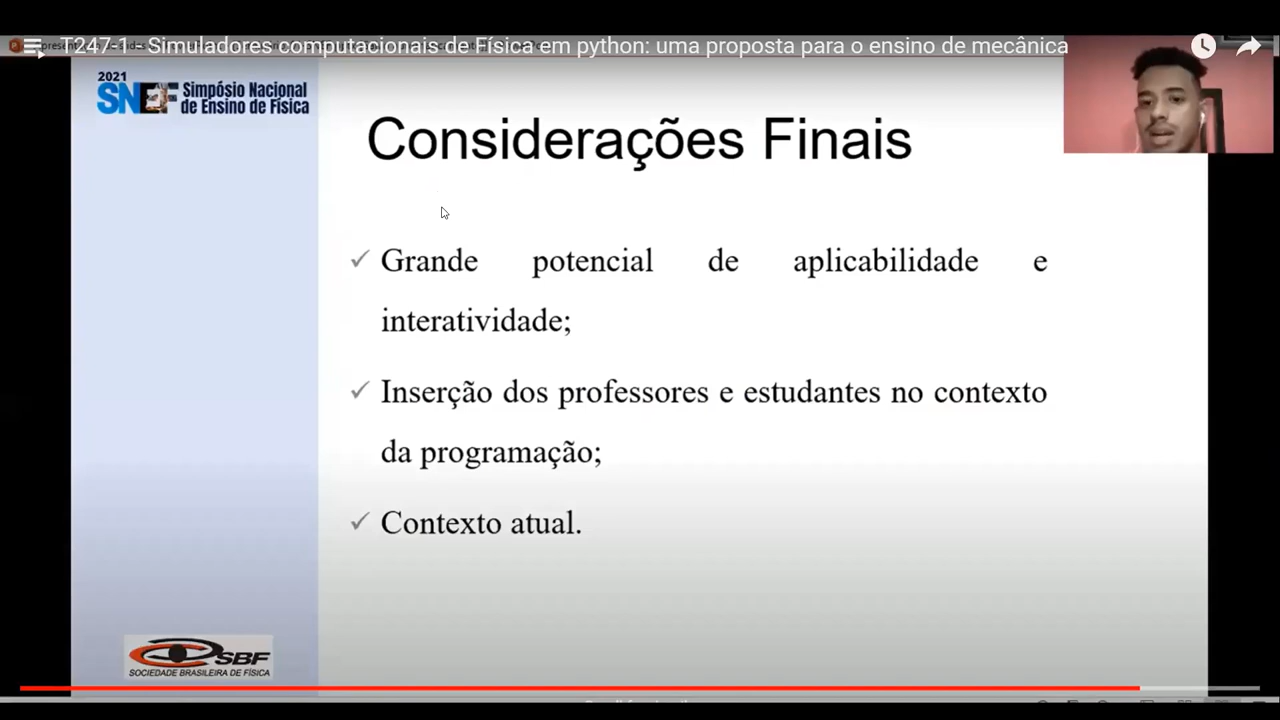 T247-1 - Simuladores computacionais de Física em python: uma proposta para o ensino de mecânica
2021
SNEF Simpósio Nacional
de Ensino de Física
Considerações Finais
✓ Grande potencial de aplicabilidade e
interatividade;
✓ Inserção dos professores e estudantes no contexto
da programação;
✓ Contexto atual.
SBF
SOCIEDADE BRASILEIRA DE FÍSICA